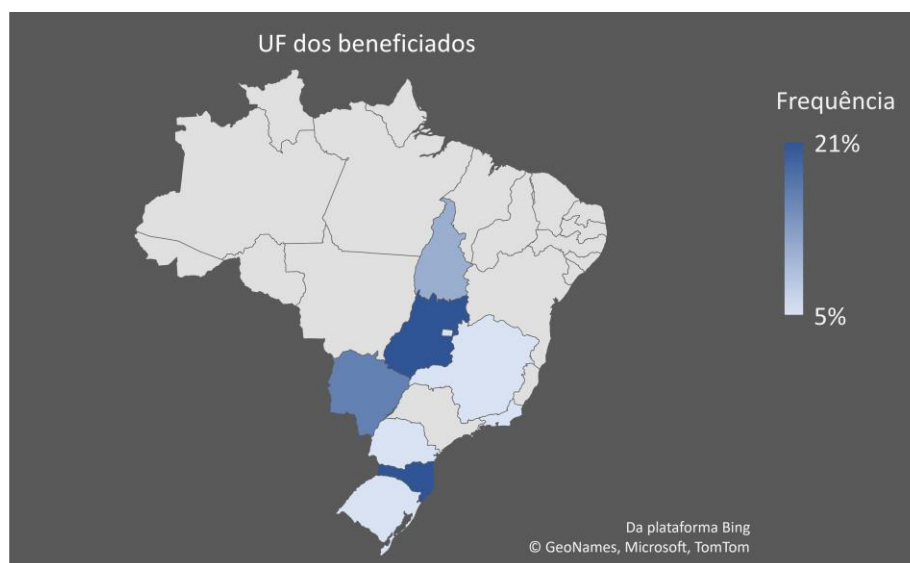 UF dos beneficiados
Frequência
21%
5%
Da plataforma Bing
© GeoNames, Microsoft, TomTom